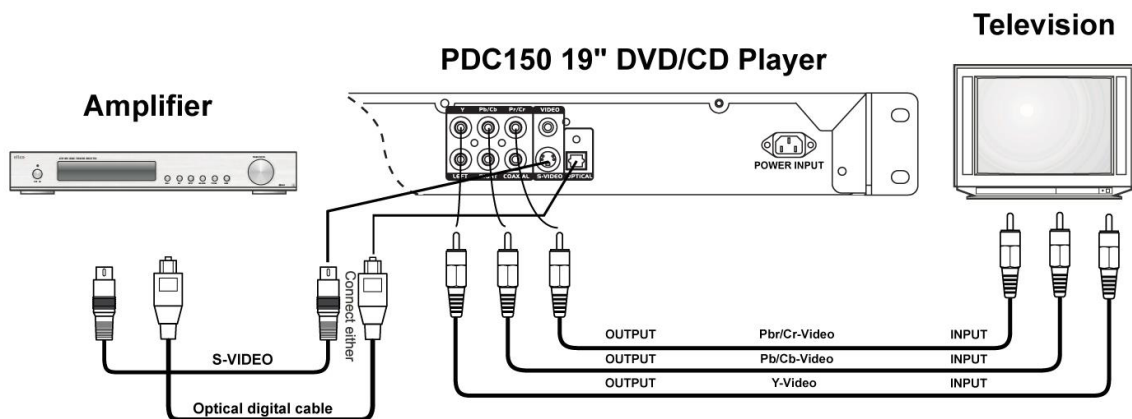 Television
PDC150 19" DVD/CD Player
Amplifier
Y Pb/Cb Pr/Cr VIDEO
LEFT COAXIAL S-VIDEO OPTICAL
POWER INPUT
Connect either
S-VIDEO
Optical digital cable
OUTPUT Pbr/Cr-Video INPUT
OUTPUT Pb/Cb-Video INPUT
OUTPUT Y-Video INPUT